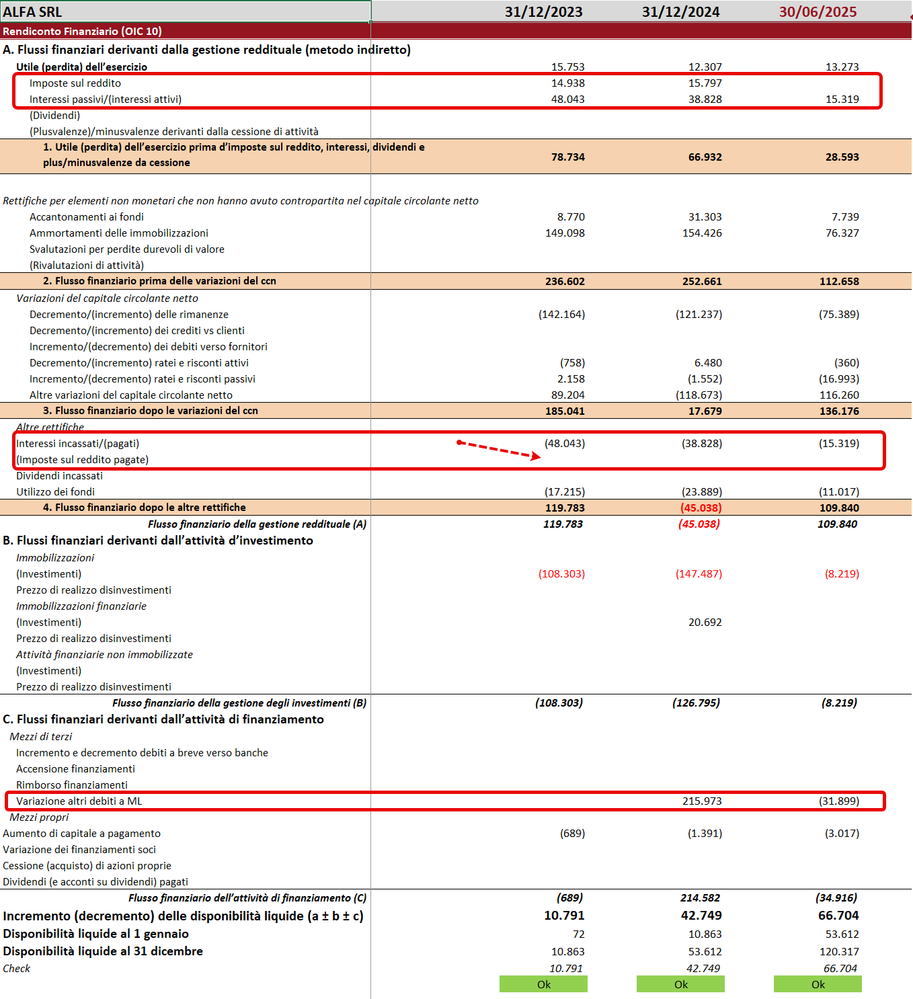 ALFA SRL 31/12/2023 31/12/2024 30/06/2025
Rendiconto Finanziario (OIC 10)
A. Flussi finanziari derivanti dalla gestione reddituale (metodo indiretto)
Utile (perdita) dell’esercizio 15.753 12.307 13.273
Imposte sul reddito 14.938 15.797
Interessi passivi/(interessi attivi) 48.043 38.828 15.319
(Dividendi)
(Plusvalenze)/minusvalenze derivanti dalla cessione di attività
1. Utile (perdita) dell’esercizio prima d’imposte sul reddito, interessi, dividendi e
plus/minusvalenze da cessione 78.734 66.932 28.593
Rettifiche per elementi non monetari che non hanno avuto contropartita nel capitale circolante netto
Accantonamenti ai fondi 8.770 31.303 7.739
Ammortamenti delle immobilizzazioni 149.098 154.426 76.327
Svalutazioni per perdite durevoli di valore
(Rivalutazioni di attività)
2. Flusso finanziario prima delle variazioni del ccn 236.602 252.661 112.658
Variazioni del capitale circolante netto
Decremento/(incremento) delle rimanenze (142.164) (121.237) (75.389)
Decremento/(incremento) dei crediti vs clienti
Incremento/(decremento) dei debiti verso fornitori
Decremento/(incremento) ratei e risconti attivi (758) 6.480 (360)
Incremento/(decremento) ratei e risconti passivi 2.158 (1.552) (16.993)
Altre variazioni del capitale circolante netto 89.204 (118.673) 116.260
3. Flusso finanziario dopo le variazioni del ccn 185.041 17.679 136.176
Altre rettifiche
Interessi incassati/(pagati) (48.043) (38.828) (15.319)
(Imposte sul reddito pagate)
Dividendi incassati
Utilizzo dei fondi (17.215) (23.889) (11.017)
4. Flusso finanziario dopo le altre rettifiche 119.783 (45.038) 109.840
Flusso finanziario della gestione reddituale (A) 119.783 (45.038) 109.840
B. Flussi finanziari derivanti dall’attività d’investimento
Immobilizzazioni
(Investimenti) (108.303) (147.487) (8.219)
Prezzo di realizzo disinvestimenti
Immobilizzazioni finanziarie
(Investimenti) 20.692
Prezzo di realizzo disinvestimenti
Attività finanziarie non immobilizzate
(Investimenti)
Prezzo di realizzo disinvestimenti
Flusso finanziario della gestione degli investimenti (B) (108.303) (126.795) (8.219)
C. Flussi finanziari derivanti dall’attività di finanziamento
Mezzi di terzi
Incremento e decremento debiti a breve verso banche
Accensione finanziamenti
Rimborso finanziamenti
Variazione altri debiti a ML 215.973 (31.899)
Mezzi propri
Aumento di capitale a pagamento (689) (1.391) (3.017)
Variazione dei finanziamenti soci
Cessione (acquisto) di azioni proprie
Dividendi (e acconti su dividendi) pagati
Flusso finanziario dell’attività di finanziamento (C) (689) 214.582 (34.916)
Incremento (decremento) delle disponibilità liquide (a ± b ± c) 10.791 42.749 66.704
Disponibilità liquide al 1 gennaio 72 10.863 53.612
Disponibilità liquide al 31 dicembre 10.863 53.612 120.317
Check 10.791 42.749 66.704
Ok Ok Ok